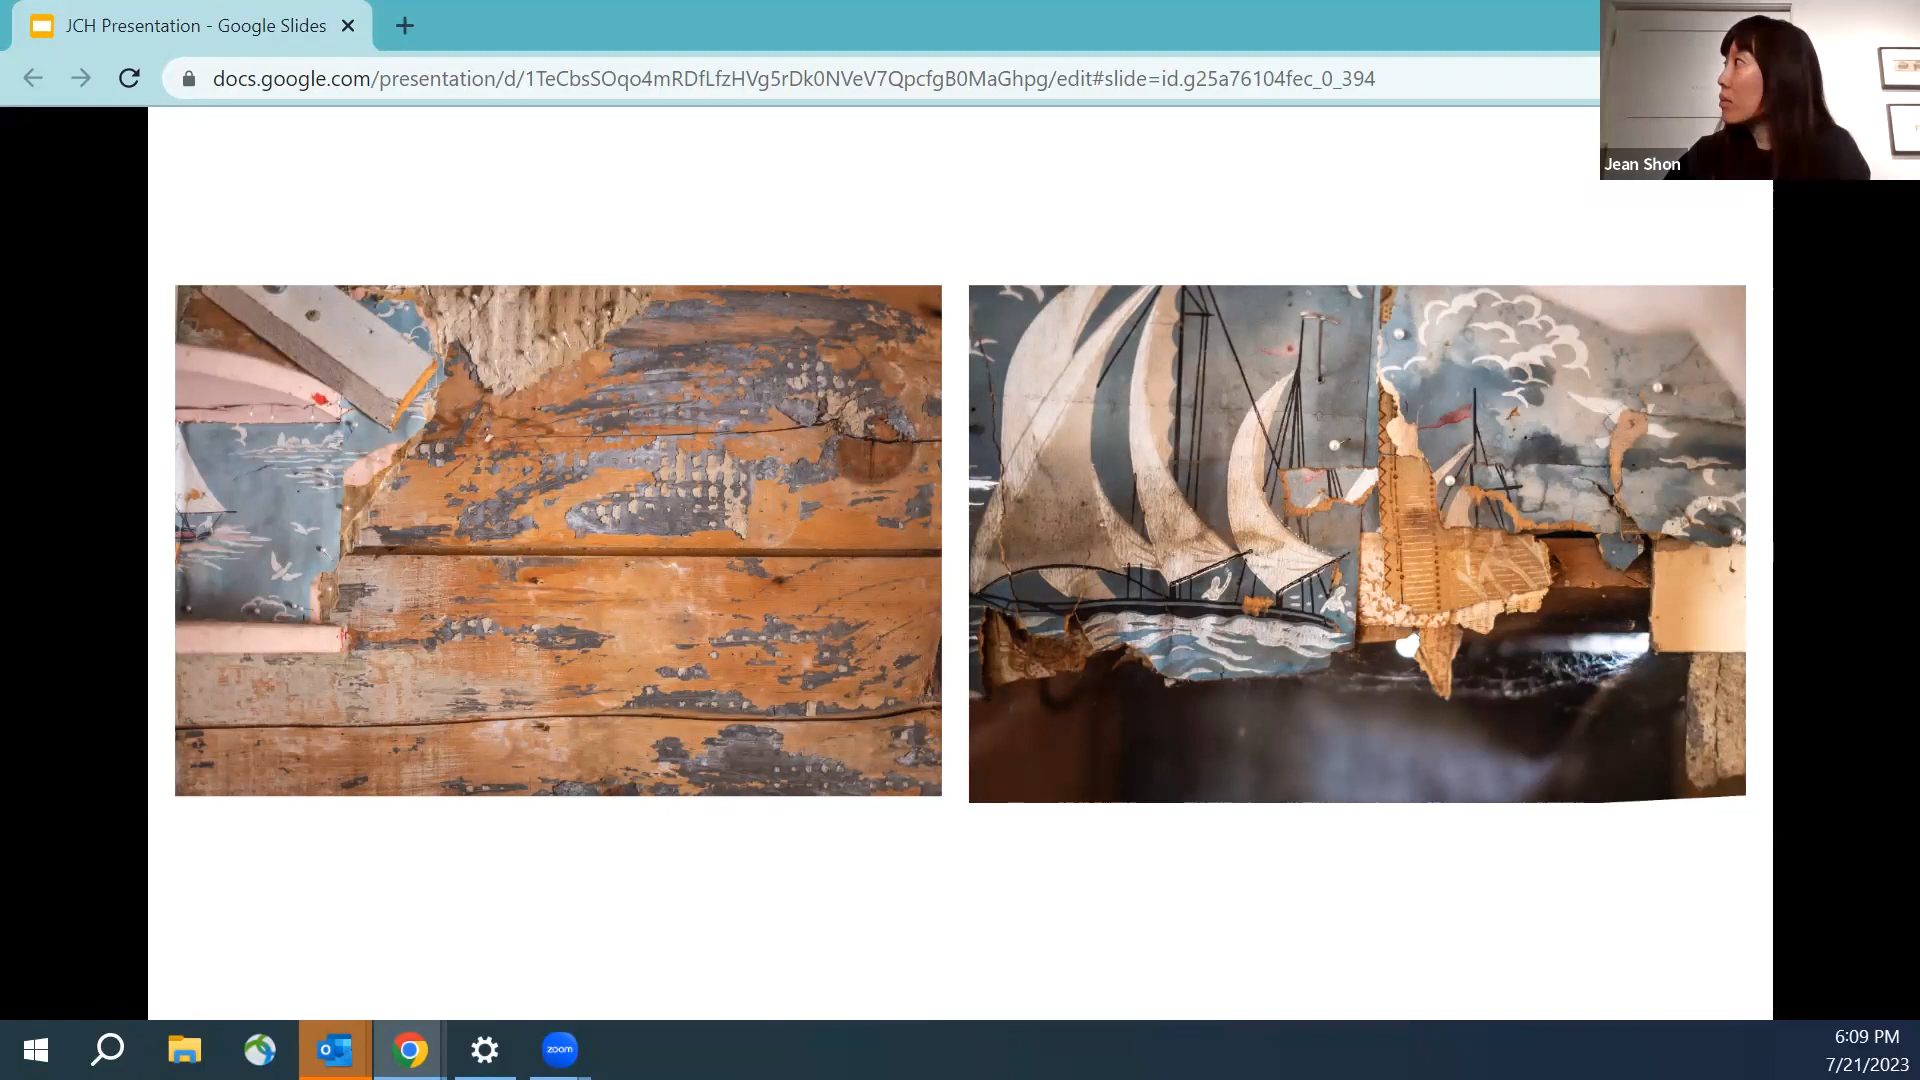 JCH Presentation - Google Slides
docs.google.com/presentation/d/1TeCbsSOqo4mRDfLfzHVg5rDk0NVeV7QpcfgB0MaGhpg/edit#slide=id.g25a76104fec_0_394
Jean Shon
zoom
6:09 PM
7/21/2023